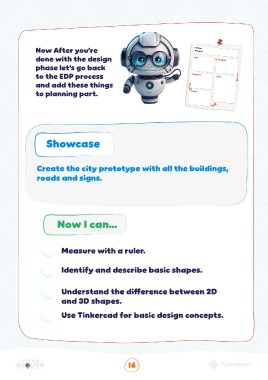 Now After you're
done with the design
phase let's go back
to the EDP process
and add these things
to planning part.
Showcase
Create the city prototype with all the buildings,
roads and signs.
Now I can...
Measure with a ruler.
Identify and describe basic shapes.
Understand the difference between 2D
and 3D shapes.
Use Tinkercad for basic design concepts.
16